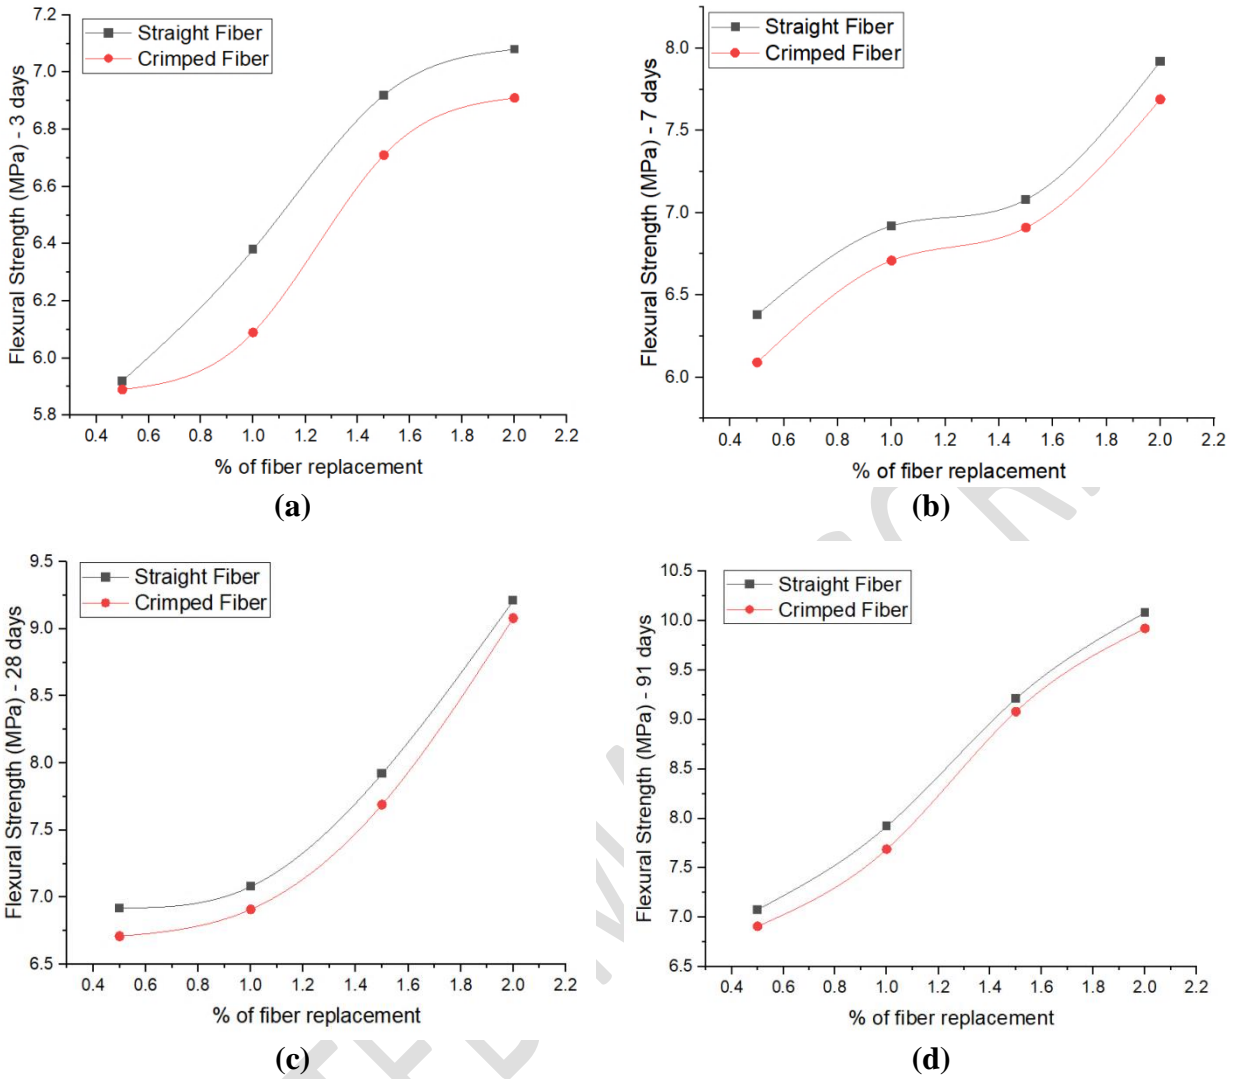 Straight Fiber
Crimped Fiber
Flexural Strength (MPa) - 3 days
7.2
7.0
6.8
6.6
6.4
6.2
6.0
5.8
0.4 0.6 0.8 1.0 1.2 1.4 1.6 1.8 2.0 2.2
% of fiber replacement
(a)
Straight Fiber
Crimped Fiber
Flexural Strength (MPa) - 7 days
8.0
7.5
7.0
6.5
6.0
0.4 0.6 0.8 1.0 1.2 1.4 1.6 1.8 2.0 2.2
% of fiber replacement
(b)
Straight Fiber
Crimped Fiber
Flexural Strength (MPa) - 28 days
9.5
9.0
8.5
8.0
7.5
7.0
6.5
0.4 0.6 0.8 1.0 1.2 1.4 1.6 1.8 2.0 2.2
% of fiber replacement
(c)
Straight Fiber
Crimped Fiber
Flexural Strength (MPa) - 91 days
10.5
10.0
9.5
9.0
8.5
8.0
7.5
7.0
6.5
0.4 0.6 0.8 1.0 1.2 1.4 1.6 1.8 2.0 2.2
% of fiber replacement
(d)